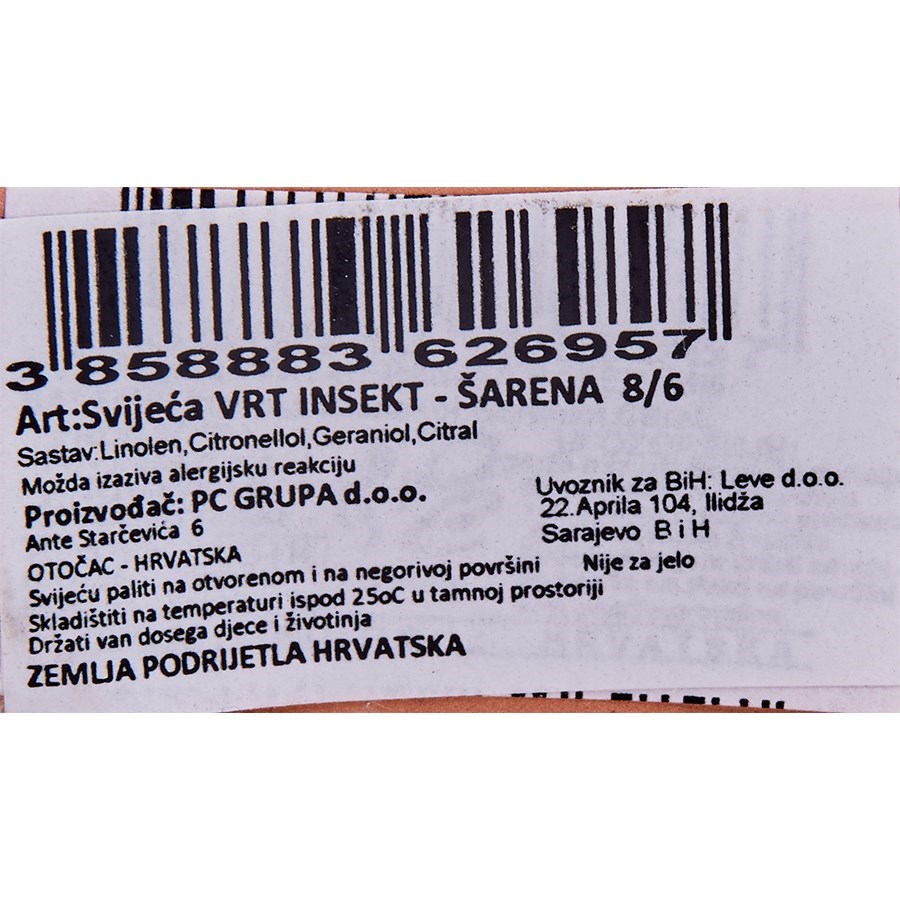 3 858883 626957
Art:Svijeća VRT INSEKT - ŠARENA 8/6
Sastav:Linolen,Citronellol,Geraniol,Citral
Možda izaziva alergijsku reakciju
Proizvođač: PC GRUPA d.o.o.
Ante Starčevića 6
OTOČAC - HRVATSKA
Uvoznik za BiH: Leve d.o.o.
22.Aprila 104, Ilidža
Sarajevo B i H
Svijeću paliti na otvorenom i na negorivoj površini Nije za jelo
Skladištiti na temperaturi ispod 25oC u tamnoj prostoriji
Držati van dosega djece i životinja
ZEMLJA PODRIJETLA HRVATSKA